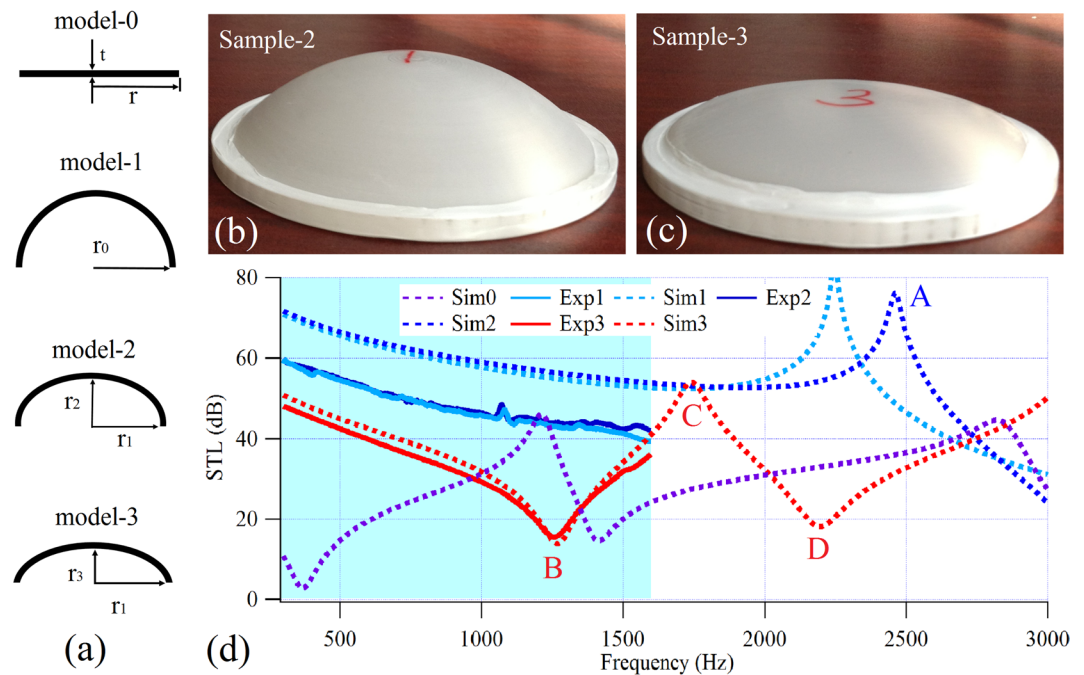 model-0
t
r
model-1
r0
model-2
r2
r1
model-3
r3
r1
(a)
Sample-2
1
(b)
Sample-3
3
(c)
80
60
40
20
0
STL (dB)
Sim0 Exp1 Sim1 Exp2
Sim2 Exp3 Sim3
A
B
C
D
500 1000 1500 2000 2500 3000
Frequency (Hz)
(d)